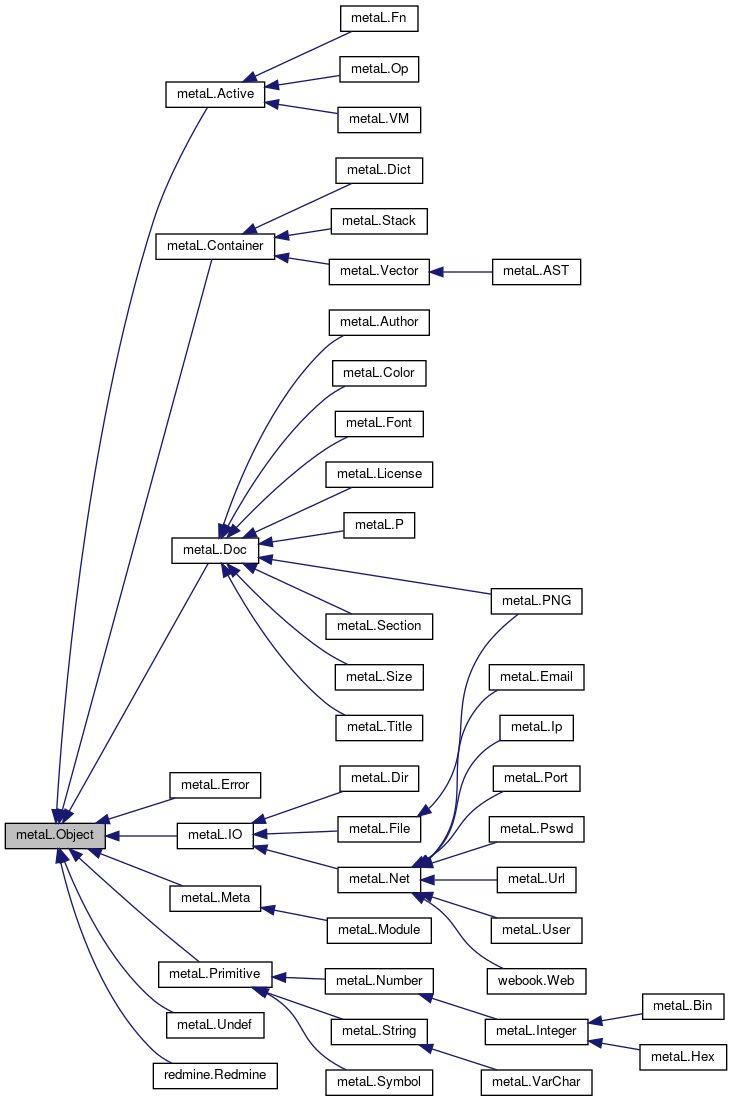 metaL.Fn
metaL.Op
metaL.Active
metaL.VM
metaL.Dict
metaL.Stack
metaL.Container
metaL.Vector
metaL.AST
metaL.Author
metaL.Color
metaL.Font
metaL.License
metaL.P
metaL.Doc
metaL.PNG
metaL.Section
metaL.Size
metaL.Email
metaL.Title
metaL.Ip
metaL.Error
metaL.Dir
metaL.Port
metaL.Object
metaL.IO
metaL.File
metaL.Pswd
metaL.Net
metaL.Url
metaL.Meta
metaL.Module
metaL.User
metaL.Primitive
metaL.Number
webook.Web
metaL.Bin
metaL.Undef
metaL.String
metaL.Integer
metaL.Hex
redmine.Redmine
metaL.Symbol
metaL.VarChar